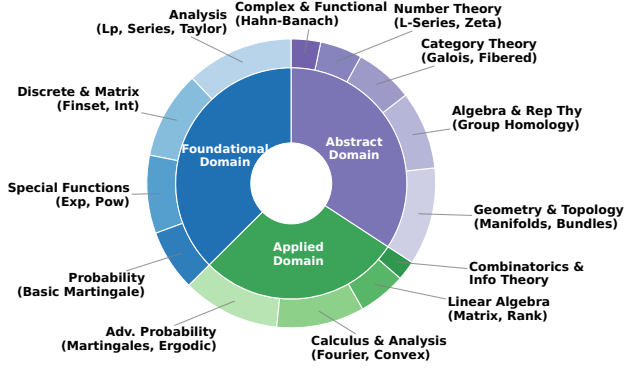 Complex & Functional
(Hahn-Banach)
Number Theory
(L-Series, Zeta)
Category Theory
(Galois, Fibered)
Algebra & Rep Thy
(Group Homology)
Geometry & Topology
(Manifolds, Bundles)
Combinatorics &
Info Theory
Linear Algebra
(Matrix, Rank)
Calculus & Analysis
(Fourier, Convex)
Adv. Probability
(Martingales, Ergodic)
Probability
(Basic Martingale)
Special Functions
(Exp, Pow)
Discrete & Matrix
(Finset, Int)
Analysis
(Lp, Series, Taylor)
Foundational
Domain
Abstract
Domain
Applied
Domain